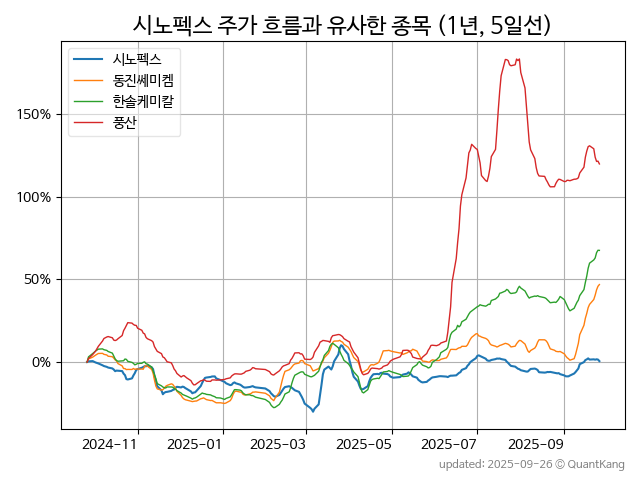 시노펙스 주가 흐름과 유사한 종목 (1년, 5일선)
시노펙스
동진쎄미켐
한솔케미칼
풍산
150%
100%
50%
0%
2024-11 2025-01 2025-03 2025-05 2025-07 2025-09
updated: 2025-09-26 © QuantKang